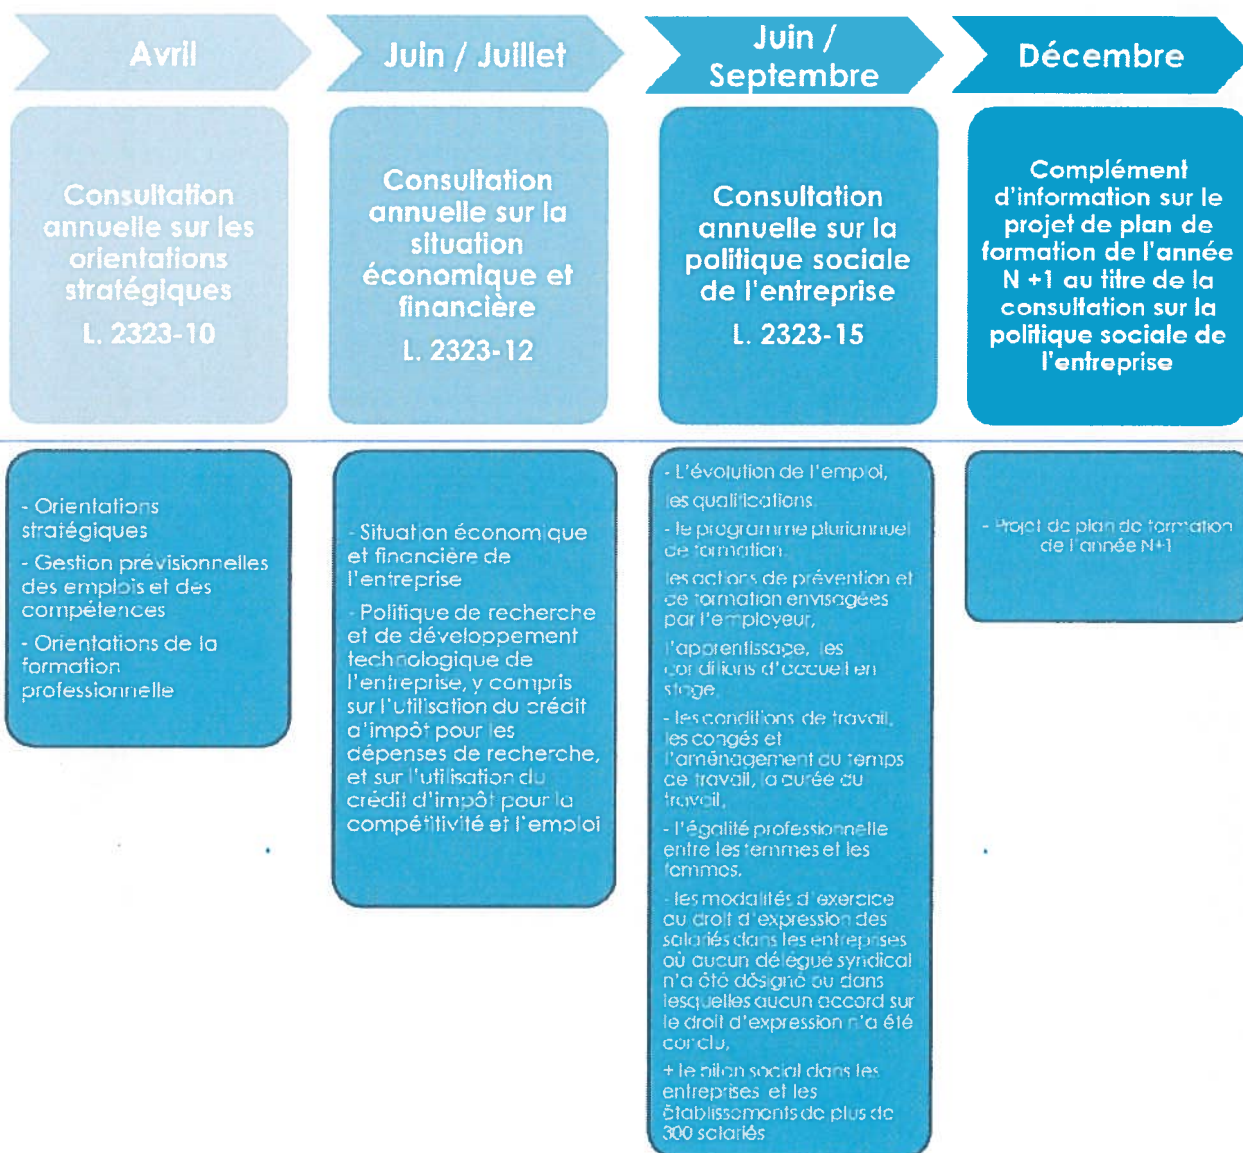 Avril
Consultation
annuelle sur les
orientations
stratégiques
L. 2323-10
- Orientations
stratégiques
- Gestion prévisionnelles
des emplois et des
compétences
- Orientations de la
formation
professionnelle
Juin / Juillet
Consultation
annuelle sur la
situation
économique et
financière
L. 2323-12
- Situation économique
et financière de
l'entreprise
- Politique de recherche
et de développement
technologique de
l'entreprise, y compris
sur l'utilisation du crédit
d'impôt pour les
dépenses de recherche,
et sur l'utilisation du
crédit d'impôt pour la
compétitivité et l'emploi
Juin /
Septembre
Consultation
annuelle sur la
politique sociale
de l'entreprise
L. 2323-15
- L'évolution de l'emploi,
les qualifications
- le programme pluriannuel
de formation
les actions de prévention et
de formation envisagées
par l'employeur,
l'apprentissage, les
conditions d'accueil en
stage,
- les conditions de travail,
les congés et
l'aménagement du temps
de travail, la durée du
travail,
- l'égalité professionnelle
entre les femmes et les
- les modalités d'exercice
du droit d'expression des
salariés dans les entreprises
où aucun délégué syndical
n'a été désigné ou dans
lesquelles aucun accord sur
le droit d'expression n'a été
conclu,
+ le bilan social dans les
entreprises et les
établissements de plus de
300 salariés
Décembre
Complément
d'information sur le
projet de plan de
formation de l'année
N +1 au titre de la
consultation sur la
politique sociale de
l'entreprise
- Projet de plan de formation
de l'année N+1